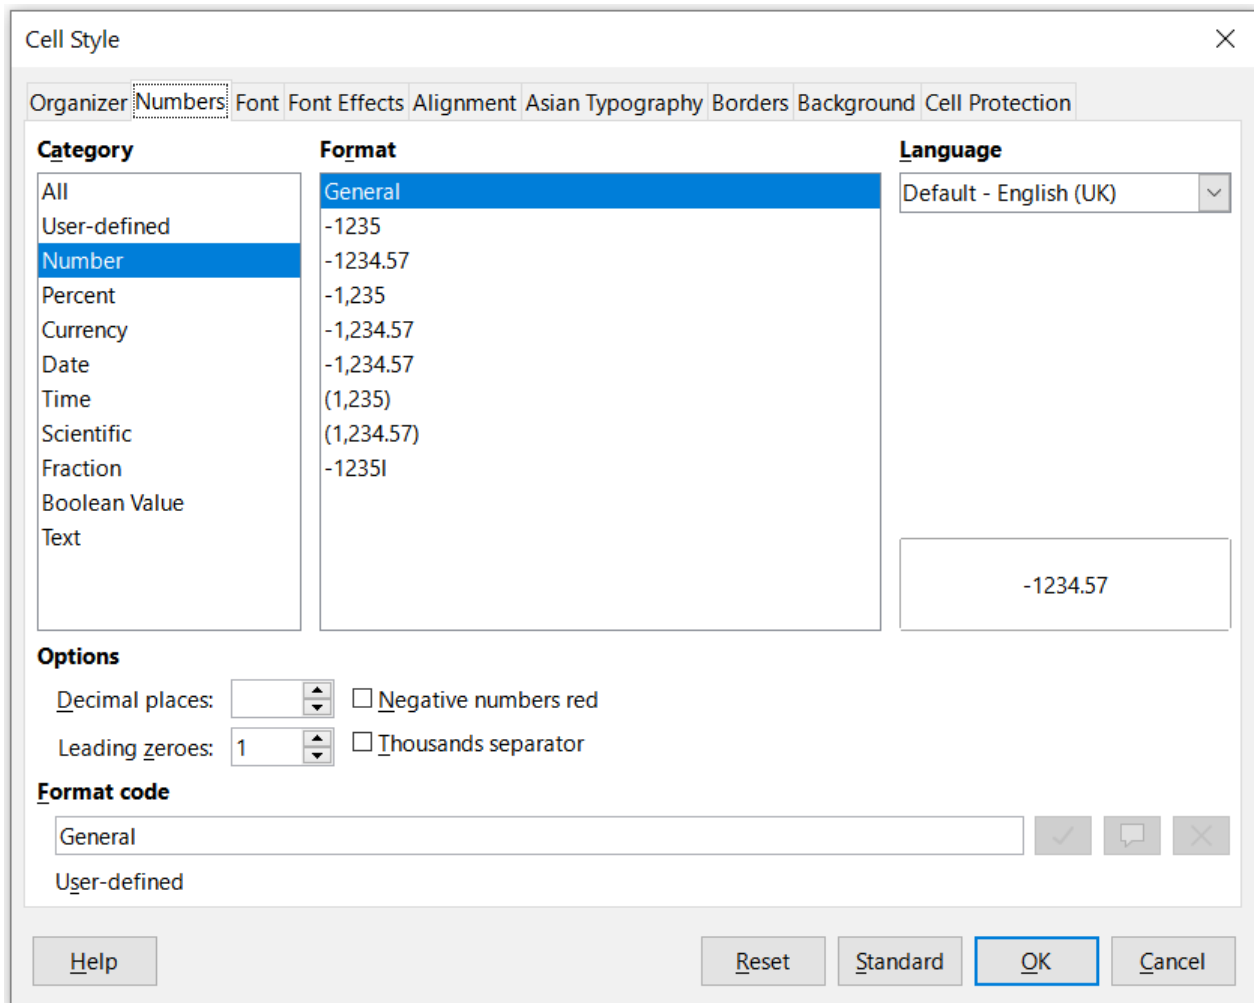 Cell Style
Organizer Numbers Font Font Effects Alignment Asian Typography Borders Background Cell Protection
Category
All
User-defined
Number
Percent
Currency
Date
Time
Scientific
Fraction
Boolean Value
Text
Format
General
-1235
-1234.57
-1,235
-1,234.57
-1,234.57
(1,235)
(1,234.57)
-1235I
Language
Default - English (UK)
-1234.57
Options
Decimal places:
Negative numbers red
Leading zeroes: 1
Thousands separator
Format code
General
User-defined
Help Reset Standard OK Cancel